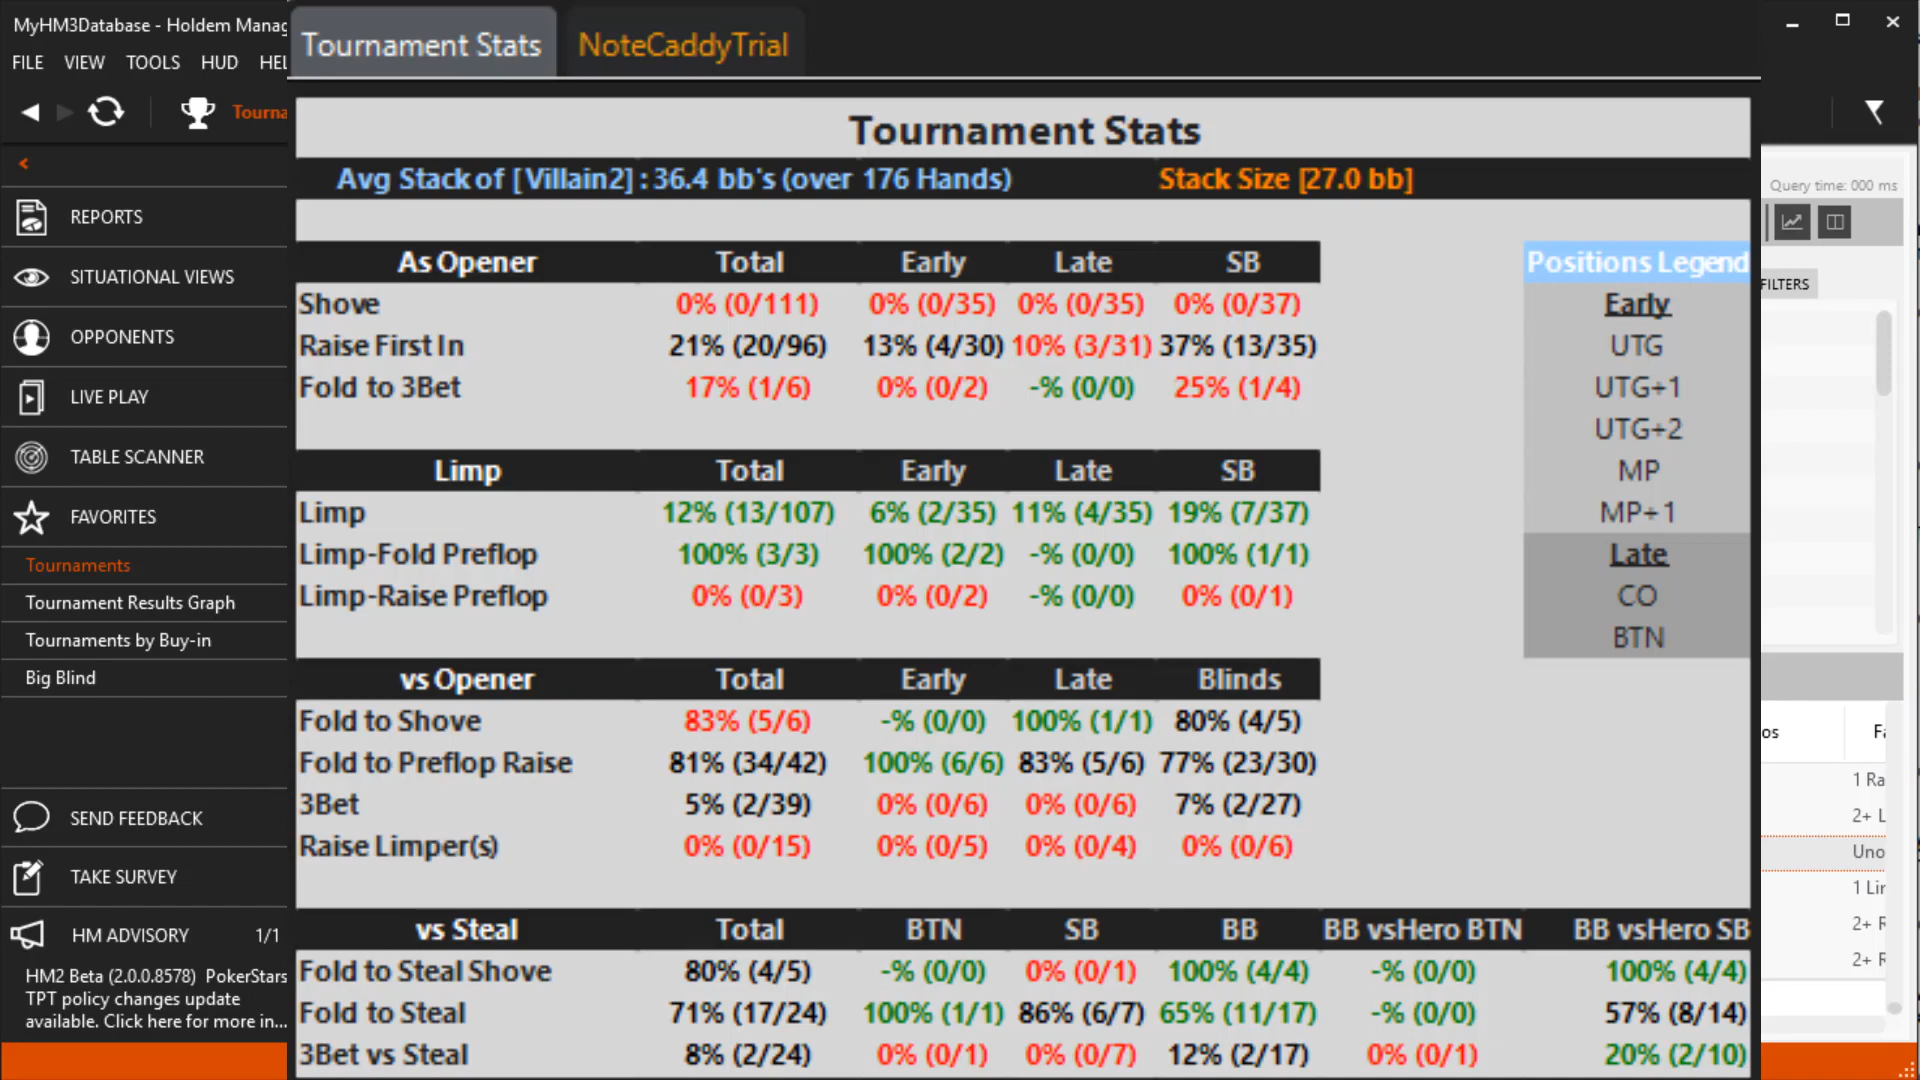 MyHM3Database - Holdem Manag
FILE VIEW TOOLS HUD HEL
Tourna
<
REPORTS
SITUATIONAL VIEWS
OPPONENTS
LIVE PLAY
TABLE SCANNER
FAVORITES
Tournaments
Tournament Results Graph
Tournaments by Buy-in
Big Blind
SEND FEEDBACK
TAKE SURVEY
HM ADVISORY 1/1
HM2 Beta (2.0.0.8578) PokerStars
TPT policy changes update
available. Click here for more in...
Tournament Stats NoteCaddyTrial
Tournament Stats
Avg Stack of [Villain2] : 36.4 bb's (over 176 Hands) Stack Size [27.0 bb]
As Opener Total Early Late SB
Shove 0% (0/111) 0% (0/35) 0% (0/35) 0% (0/37)
Raise First In 21% (20/96) 13% (4/30) 10% (3/31) 37% (13/35)
Fold to 3Bet 17% (1/6) 0% (0/2) -% (0/0) 25% (1/4)
Limp Total Early Late SB
Limp 12% (13/107) 6% (2/35) 11% (4/35) 19% (7/37)
Limp-Fold Preflop 100% (3/3) 100% (2/2) -% (0/0) 100% (1/1)
Limp-Raise Preflop 0% (0/3) 0% (0/2) -% (0/0) 0% (0/1)
vs Opener Total Early Late Blinds
Fold to Shove 83% (5/6) -% (0/0) 100% (1/1) 80% (4/5)
Fold to Preflop Raise 81% (34/42) 100% (6/6) 83% (5/6) 77% (23/30)
3Bet 5% (2/39) 0% (0/6) 0% (0/6) 7% (2/27)
Raise Limper(s) 0% (0/15) 0% (0/5) 0% (0/4) 0% (0/6)
vs Steal Total BTN SB BB BB vsHero BTN BB vsHero SB
Fold to Steal Shove 80% (4/5) -% (0/0) 0% (0/1) 100% (4/4) -% (0/0) 100% (4/4)
Fold to Steal 71% (17/24) 100% (1/1) 86% (6/7) 65% (11/17) -% (0/0) 57% (8/14)
3Bet vs Steal 8% (2/24) 0% (0/1) 0% (0/7) 12% (2/17) 0% (0/1) 20% (2/10)
Positions Legend
Early
UTG
UTG+1
UTG+2
MP
MP+1
Late
CO
BTN
Query time: 000 ms
FILTERS
os
1 Ra
2+ L
Uno
1 Lir
2+ R
2+ R